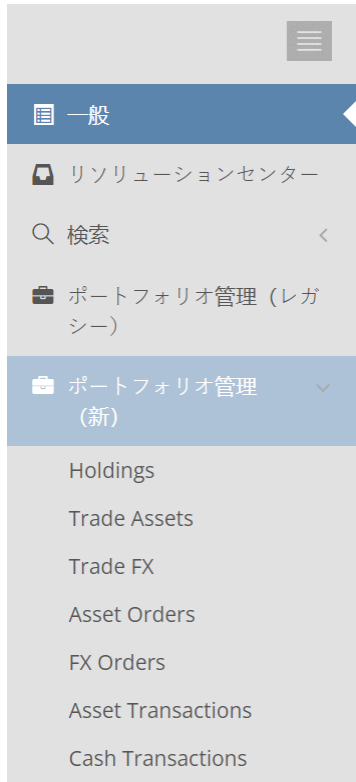 一般
リソリューションセンター
検索
ポートフォリオ管理（レガ
シー）
ポートフォリオ管理
（新）
Holdings
Trade Assets
Trade FX
Asset Orders
FX Orders
Asset Transactions
Cash Transactions